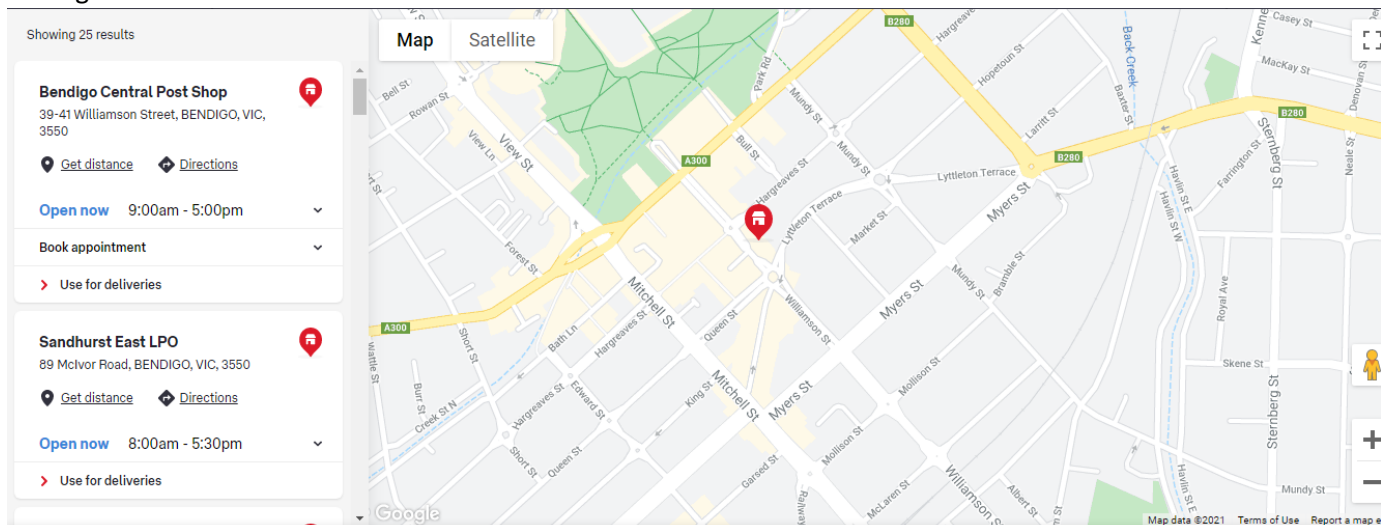 Showing 25 results
Bendigo Central Post Shop
39-41 Williamson Street, BENDIGO, VIC,
3550
Get distance
Directions
Open now 9:00am - 5:00pm
Book appointment
Use for deliveries
Sandhurst East LPO
89 McIvor Road, BENDIGO, VIC, 3550
Get distance
Directions
Open now 8:00am - 5:30pm
Use for deliveries
Map
Satellite
B280
Hargreaves
Hopetoun St
Back Creek
Casey St
MacKay St
Baxter St
Denovan St
Bell St
Rowan St
Park Rd
Mundy St
Larritt St
B280
Sternberg St
View Ln
View St
A300
Bull St
Mundy St
B280
Farrington St
Neale St
Hargreaves St
Lyttleton Terrace
Havlin St E
Havlin St W
Lyttleton Terrace
Market St
Myers St
Forest St
Mundy St
Bramble St
Mitchell St
Williamson St
Myers St
Royal Ave
A300
Short St
Bath Ln
Hargreaves St
Queen St
Wattle St
Skene St
Mitchell St
Mollison St
Burr St
Creek St N
Hargreaves St
Edward St
King St
Myers St
Sternberg St
Short St
Queen St
Mollison St
Garsed St
Williamson St
Havlin St E
McLaren St
Albert St
Mundy St
Railway
Google
Map data ©2021
Terms of Use
Report a map e